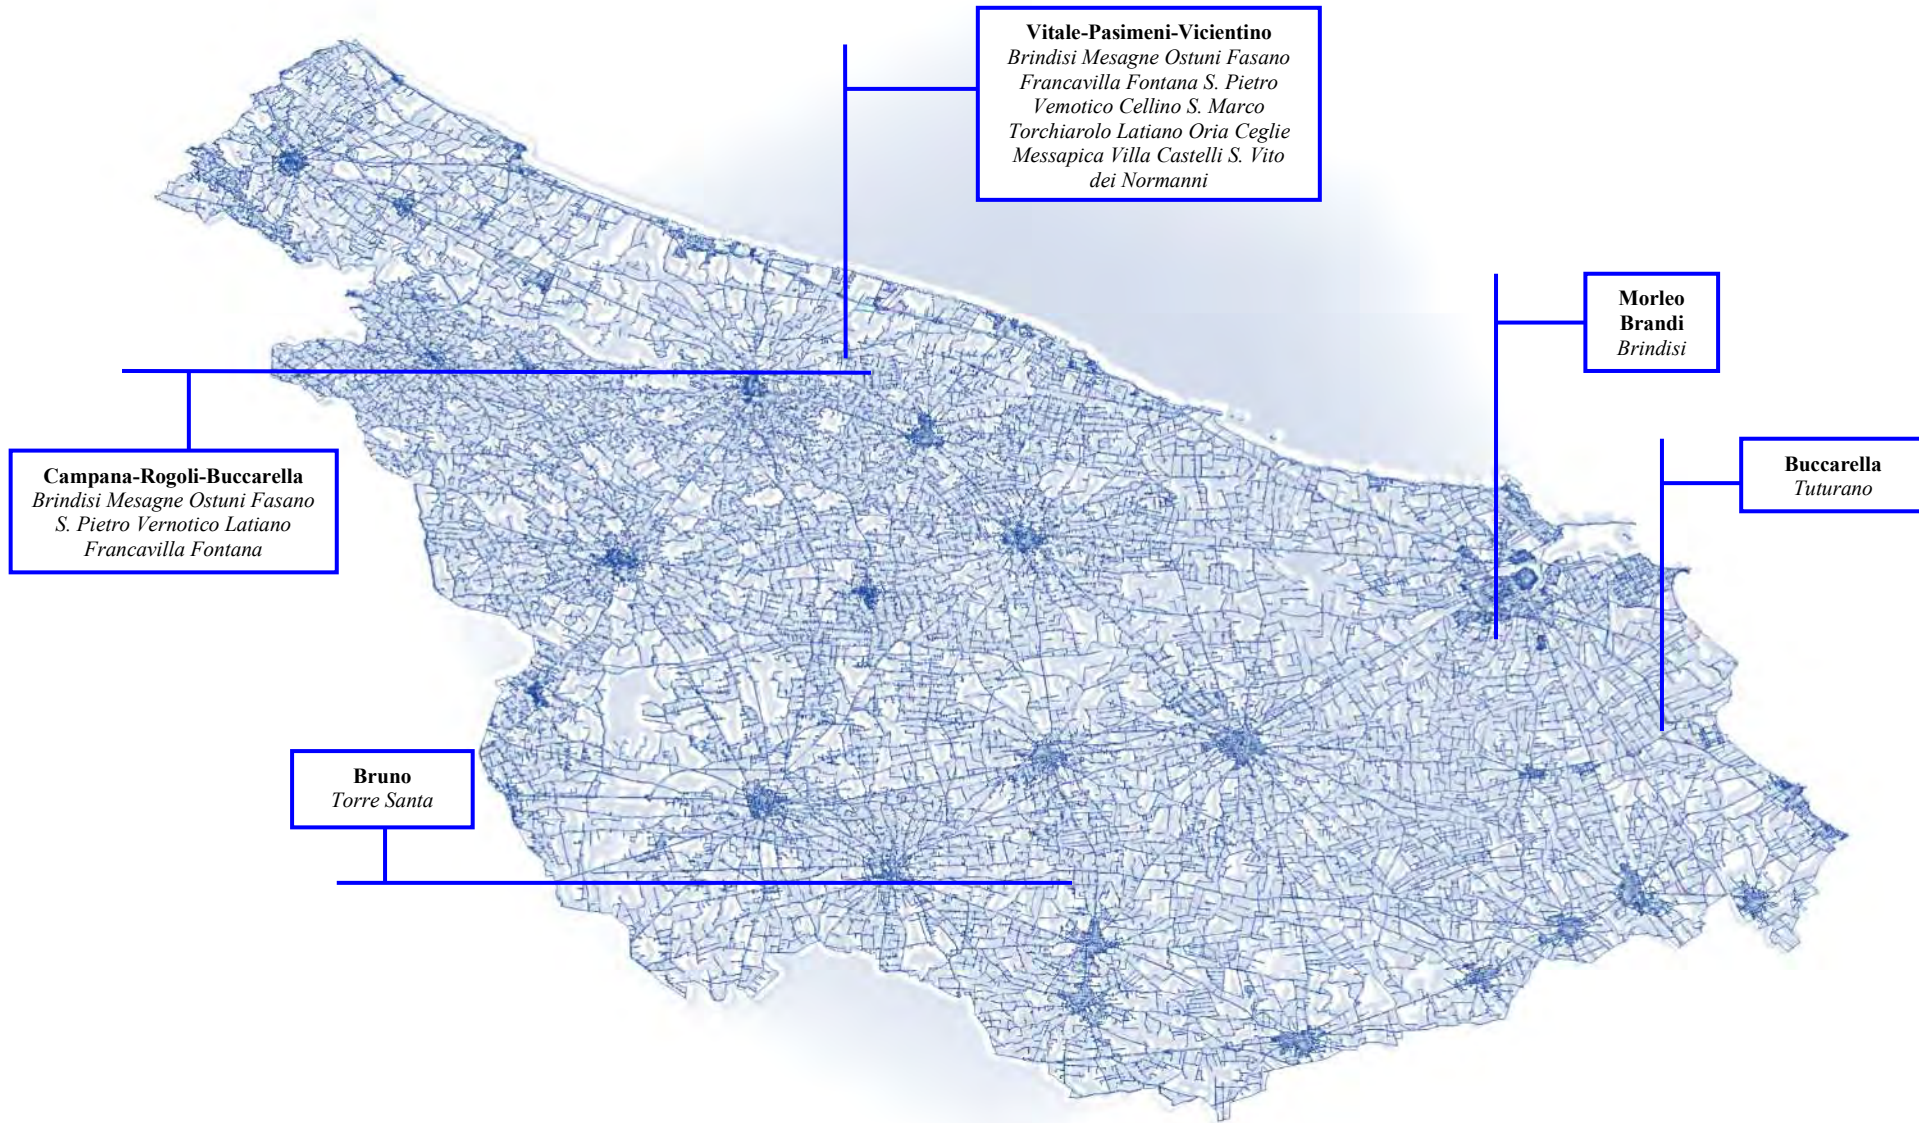 Vitale-Pasimeni-Vicientino
Brindisi Mesagne Ostuni Fasano
Francavilla Fontana S. Pietro
Vemotico Cellino S. Marco
Torchiarolo Latiano Oria Ceglie
Messapica Villa Castelli S. Vito
dei Normanni
Morleo
Brandi
Brindisi
Buccarella
Tuturano
Campana-Rogoli-Buccarella
Brindisi Mesagne Ostuni Fasano
S. Pietro Vernotico Latiano
Francavilla Fontana
Bruno
Torre Santa